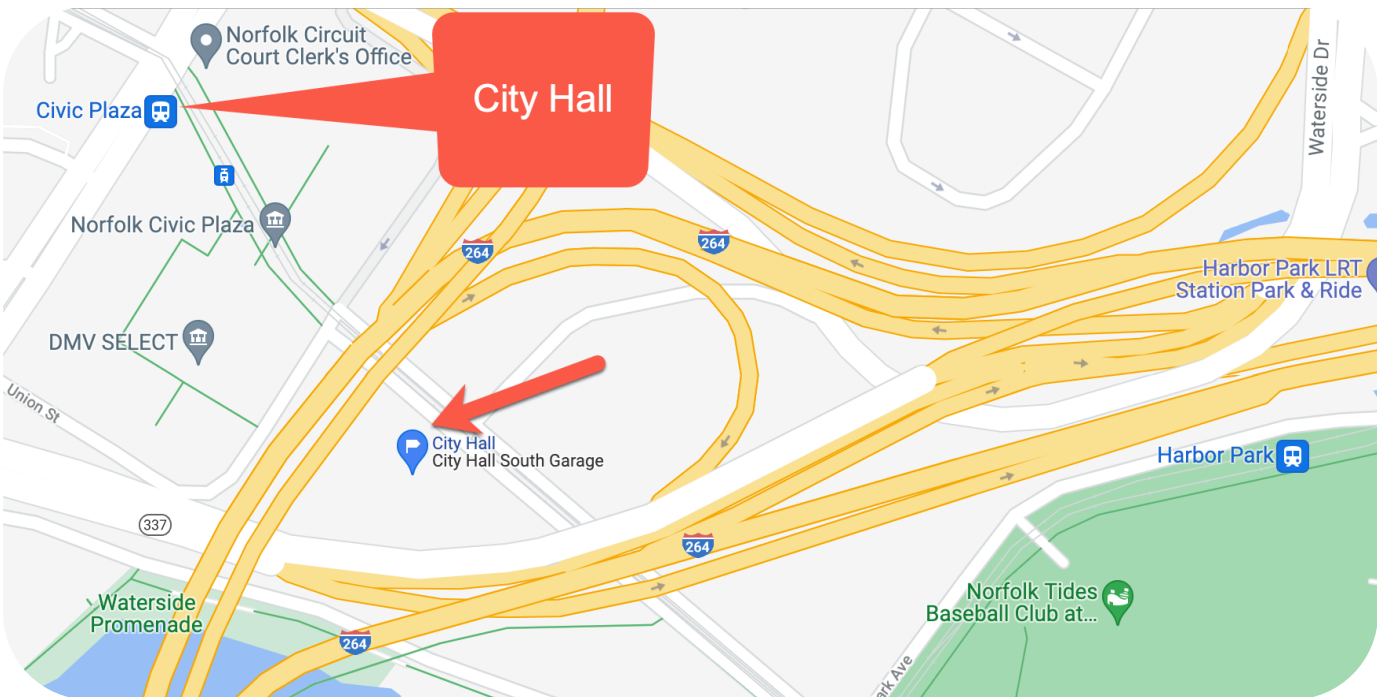 Norfolk Circuit
Court Clerk's Office
Civic Plaza
City Hall
Waterside Dr
Norfolk Civic Plaza
264
264
Harbor Park LRT
Station Park & Ride
DMV SELECT
Union St
City Hall
City Hall South Garage
Harbor Park
337
264
Waterside
Promenade
Norfolk Tides
Baseball Club at...
264
Ave